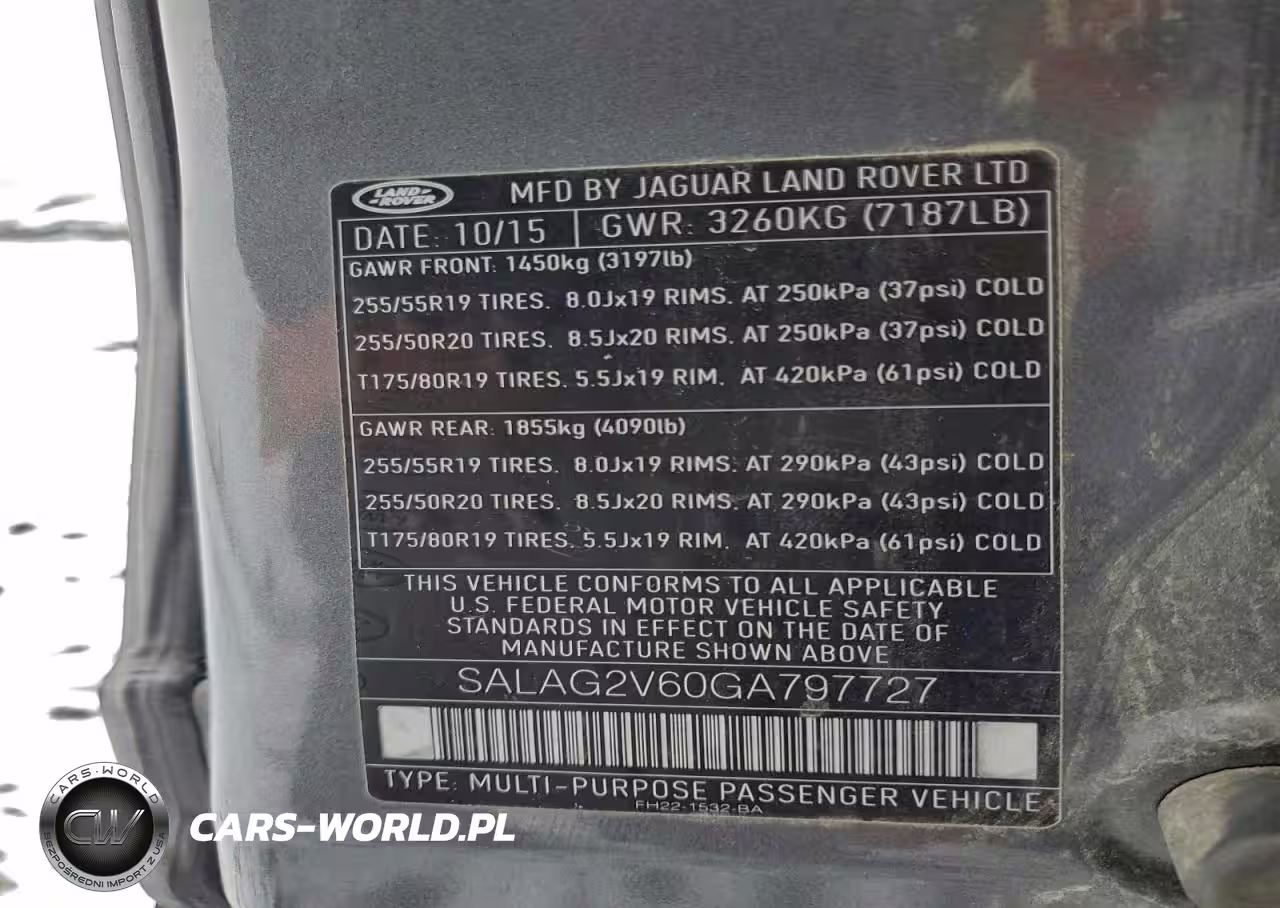 LAND-
-ROVER
MFD BY JAGUAR LAND ROVER LTD
DATE: 10/15 GWR: 3260KG (7187LB)
GAWR FRONT: 1450kg (3197lb)
255/55R19 TIRES. 8.0Jx19 RIMS. AT 250kPa (37psi) COLD
255/50R20 TIRES. 8.5Jx20 RIMS. AT 250kPa (37psi) COLD
T175/80R19 TIRES. 5.5Jx19 RIM. AT 420kPa (61psi) COLD
GAWR REAR: 1855kg (4090lb)
255/55R19 TIRES. 8.0Jx19 RIMS. AT 290kPa (43psi) COLD
255/50R20 TIRES. 8.5Jx20 RIMS. AT 290kPa (43psi) COLD
T175/80R19 TIRES. 5.5Jx19 RIM. AT 420kPa (61psi) COLD
THIS VEHICLE CONFORMS TO ALL APPLICABLE
U.S. FEDERAL MOTOR VEHICLE SAFETY
STANDARDS IN EFFECT ON THE DATE OF
MANUFACTURE SHOWN ABOVE
SALAG2V60GA797727
TYPE: MULTI-PURPOSE PASSENGER VEHICLE
FH22-1532-BA
CARS-WORLD
CW
BEZPOŚREDNI IMPORT Z USA
CARS-WORLD.PL